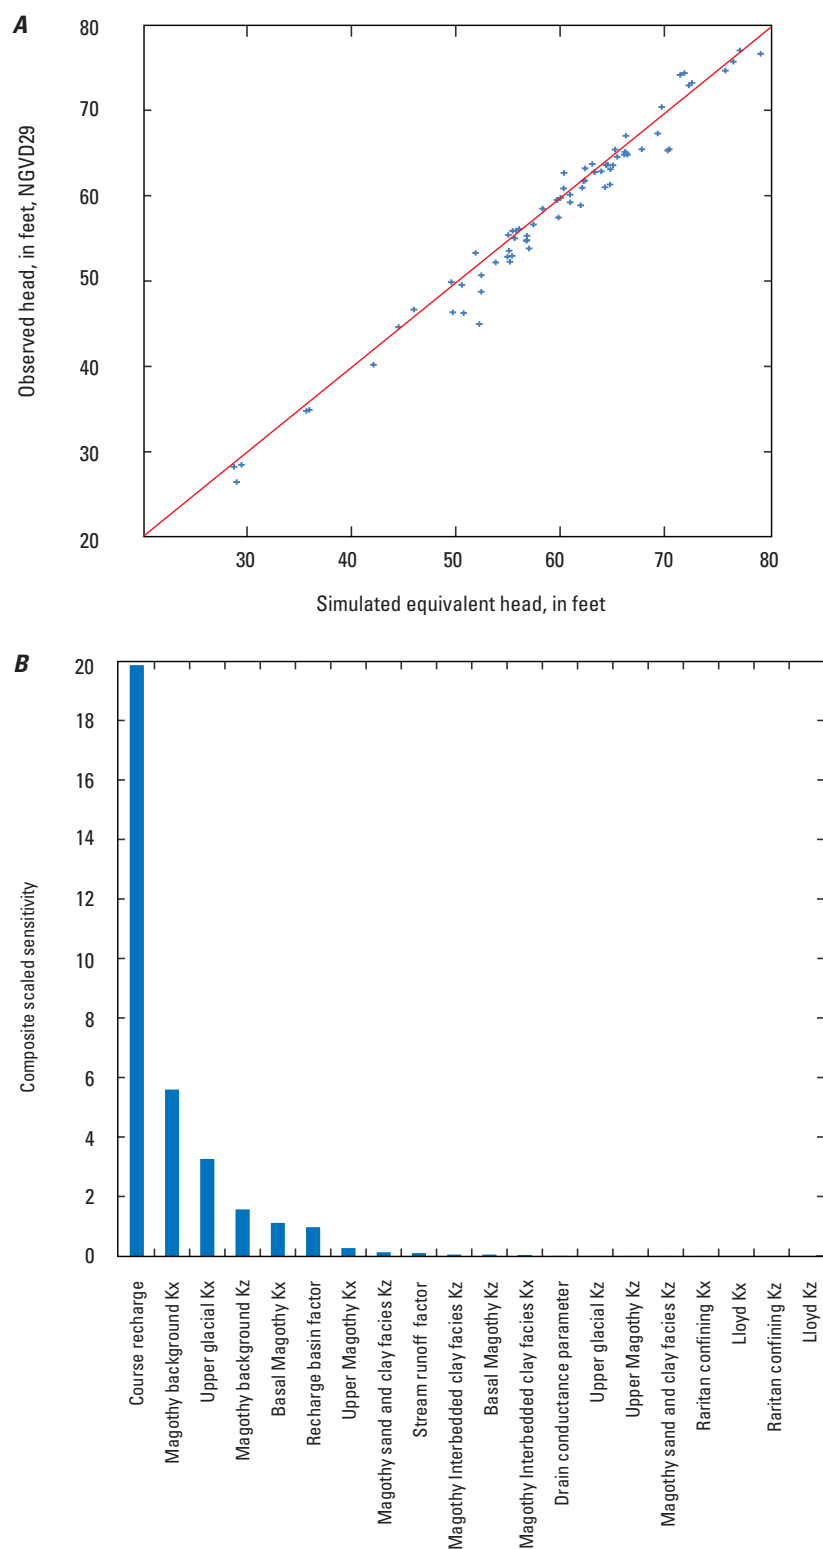 A
80
70
60
50
40
30
20
Observed head, in feet, NGVD29
30
40
50
60
70
80
Simulated equivalent head, in feet
B
20
18
16
14
12
10
8
6
4
2
0
Composite scaled sensitivity
Course recharge
Magothy background Kx
Upper glacial Kx
Magothy background Kz
Basal Magothy Kx
Recharge basin factor
Upper Magothy Kx
Magothy sand and clay facies Kz
Stream runoff factor
Magothy Interbedded clay facies Kz
Basal Magothy Kz
Magothy Interbedded clay facies Kx
Drain conductance parameter
Upper glacial Kz
Upper Magothy Kz
Magothy sand and clay facies Kz
Raritan confining Kx
Lloyd Kx
Raritan confining Kz
Lloyd Kz